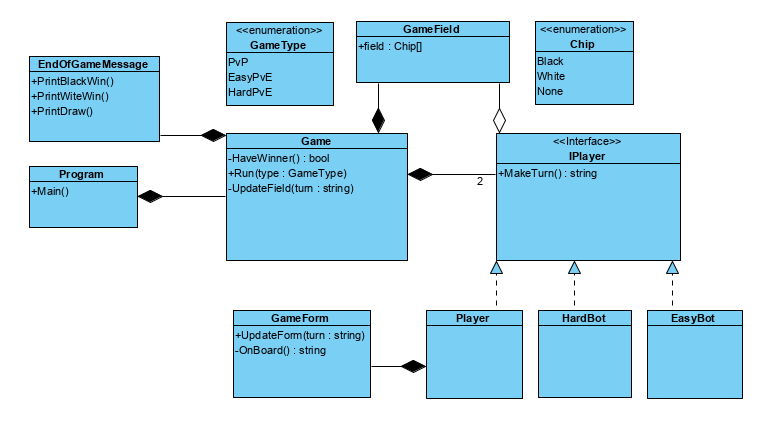 <<enumeration>>
GameType
PvP
EasyPvE
HardPvE
GameField
+field : Chip[]
<<enumeration>>
Chip
Black
White
None
EndOfGameMessage
+PrintBlackWin()
+PrintWiteWin()
+PrintDraw()
Program
+Main()
Game
-HaveWinner() : bool
+Run(type : GameType)
-UpdateField(turn : string)
2
<<Interface>>
IPlayer
+MakeTurn() : string
GameForm
+UpdateForm(turn : string)
-OnBoard() : string
Player
HardBot
EasyBot